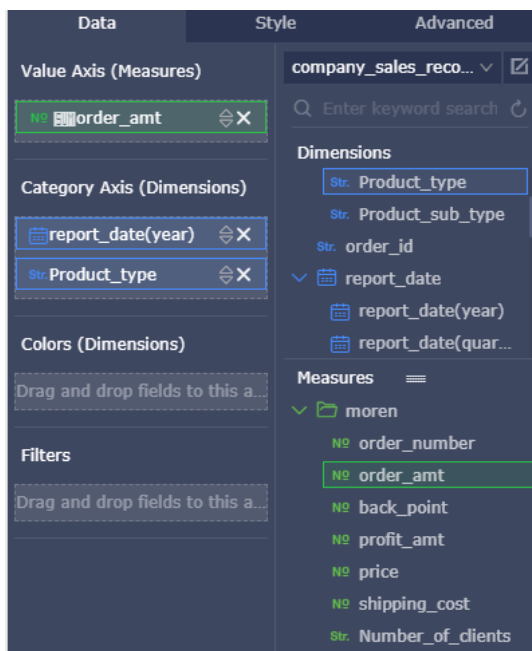 Data
Style
Advanced
Value Axis (Measures)
Nº order_amt
Category Axis (Dimensions)
report_date(year)
Str. Product_type
Colors (Dimensions)
Drag and drop fields to this a...
Filters
Drag and drop fields to this a...
company_sales_reco...
Enter keyword search
Dimensions
Str. Product_type
Str. Product_sub_type
Str. order_id
report_date
report_date(year)
report_date(quar...
Measures
moren
Nº order_number
Nº order_amt
Nº back_point
Nº profit_amt
Nº price
Nº shipping_cost
Str. Number_of_clients